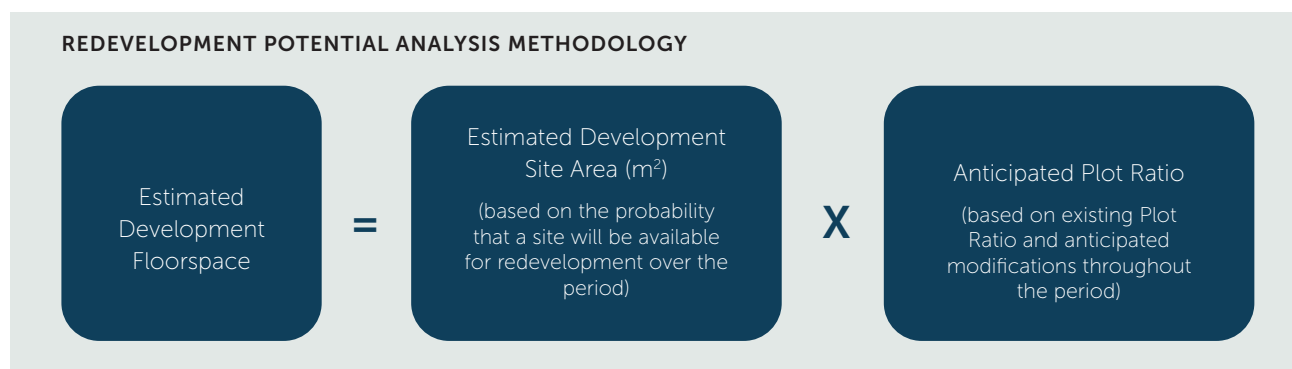 REDEVELOPMENT POTENTIAL ANALYSIS METHODOLOGY
Estimated
Development
Floorspace
=
Estimated Development
Site Area (m²)
(based on the probability
that a site will be available
for redevelopment over the
period)
X
Anticipated Plot Ratio
(based on existing Plot
Ratio and anticipated
modifications throughout
the period)